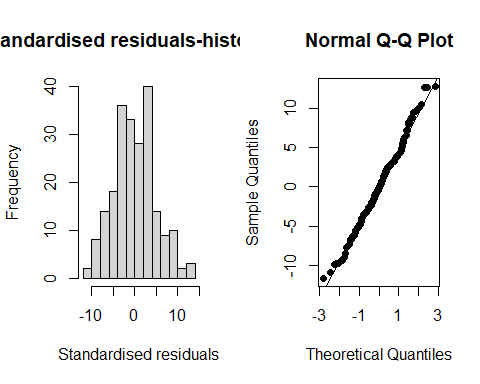 andardised residuals-histo
Frequency
0
10
20
30
40
-10
0
10
Standardised residuals
Normal Q-Q Plot
Sample Quantiles
-10
-5
0
5
10
-3
-1
1
3
Theoretical Quantiles